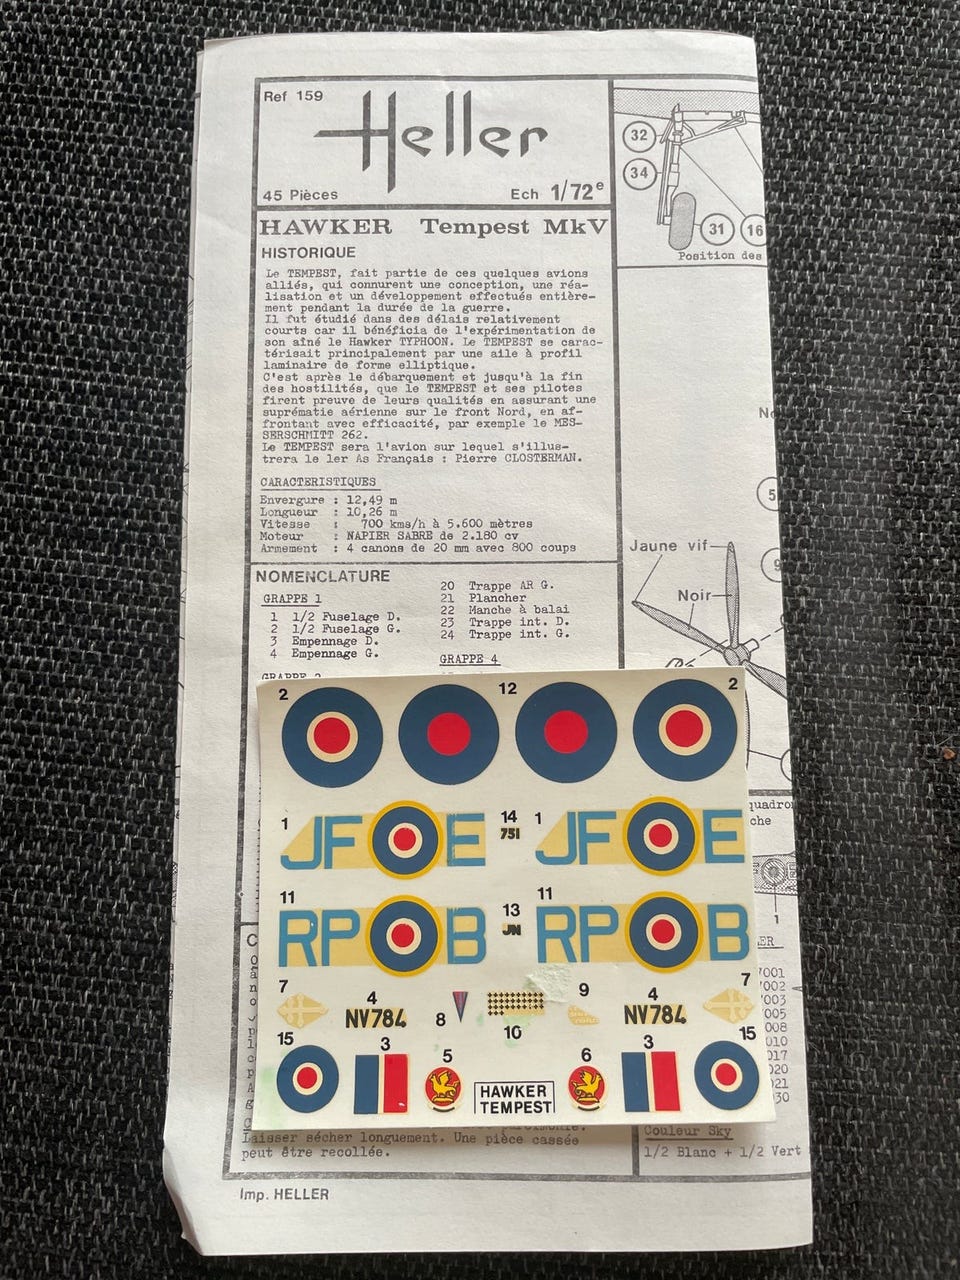 Ref 159
Heller
45 Pièces
Ech 1/72e
HAWKER Tempest MkV
HISTORIQUE
Le TEMPEST, fait partie de ces quelques avions
alliés, qui connurent une conception, une réa-
lisation et un développement effectués entière-
ment pendant la durée de la guerre.
Il fut étudié dans des délais relativement
courts car il bénéficia de l'expérimentation de
son aîné le Hawker TYPHOON. Le TEMPEST se carac-
térisait principalement par une aile à profil
laminaire de forme elliptique.
C'est après le débarquement et jusqu'à la fin
des hostilités, que le TEMPEST et ses pilotes
firent preuve de leurs qualités en assurant une
suprématie aérienne sur le front Nord, en af-
frontant avec efficacité, par exemple le MES-
SERSCHMITT 262.
Le TEMPEST sera l'avion sur lequel s'illus-
trera le 1er As Français : Pierre CLOSTERMAN.
CARACTERISTIQUES
Envergure : 12,49 m
Longueur : 10,26 m
Vitesse : 700 kms/h à 5.600 mètres
Moteur : NAPIER SABRE de 2.180 cv
Armement : 4 canons de 20 mm avec 800 coups
NOMENCLATURE
GRAPPE 1
1 1/2 Fuselage D.
2 1/2 Fuselage G.
3 Empennage D.
4 Empennage G.
20 Trappe AR G.
21 Plancher
22 Manche à balai
23 Trappe int. D.
24 Trappe int. G.
GRAPPE 4
32
34
31
16
Position des
5
9
Jaune vif
Noir
2
12
2
1
JF E
14
751
1
JF E
11
RP B
13
JN
11
RP B
7
4
NV784
8
10
9
4
NV784
7
15
3
5
HAWKER
TEMPEST
6
3
15
quadron
che
1
7001
7002
7003
Laisser sécher longuement. Une pièce cassée
peut être recollée.
Couleur Sky
1/2 Blanc + 1/2 Vert
Imp. HELLER